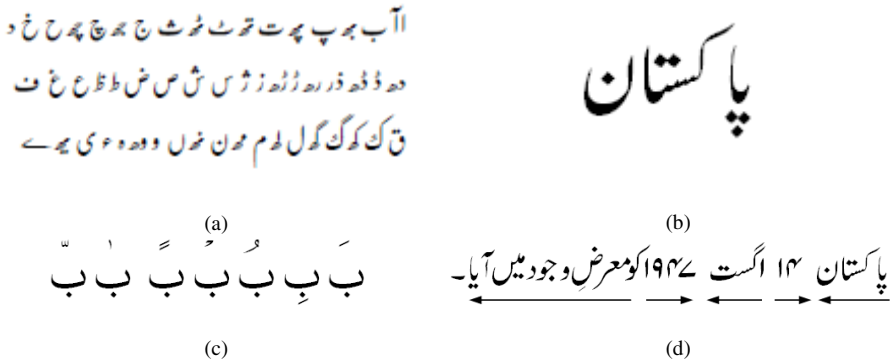 ا آ ب بھ پ پھ ت تھ ٹ ٹھ ث ج جھ چ چھ ح خ د
دھ ڈ ڈھ ذ ر رھ ڑ ڑھ ز ژ س ش ص ض ط ظ ع غ ف
ق ک کھ گ گھ ل لھ م مھ ن نھ ں و وھ ہ ء ی یھ ے
(a)
پاکستان
(b)
بَ بِ بُ بْ بً بٰ بّ
(c)
پاکستان ۱۴ اگست ۱۹۴۷ کو معرضِ وجود میں آیا۔
(d)